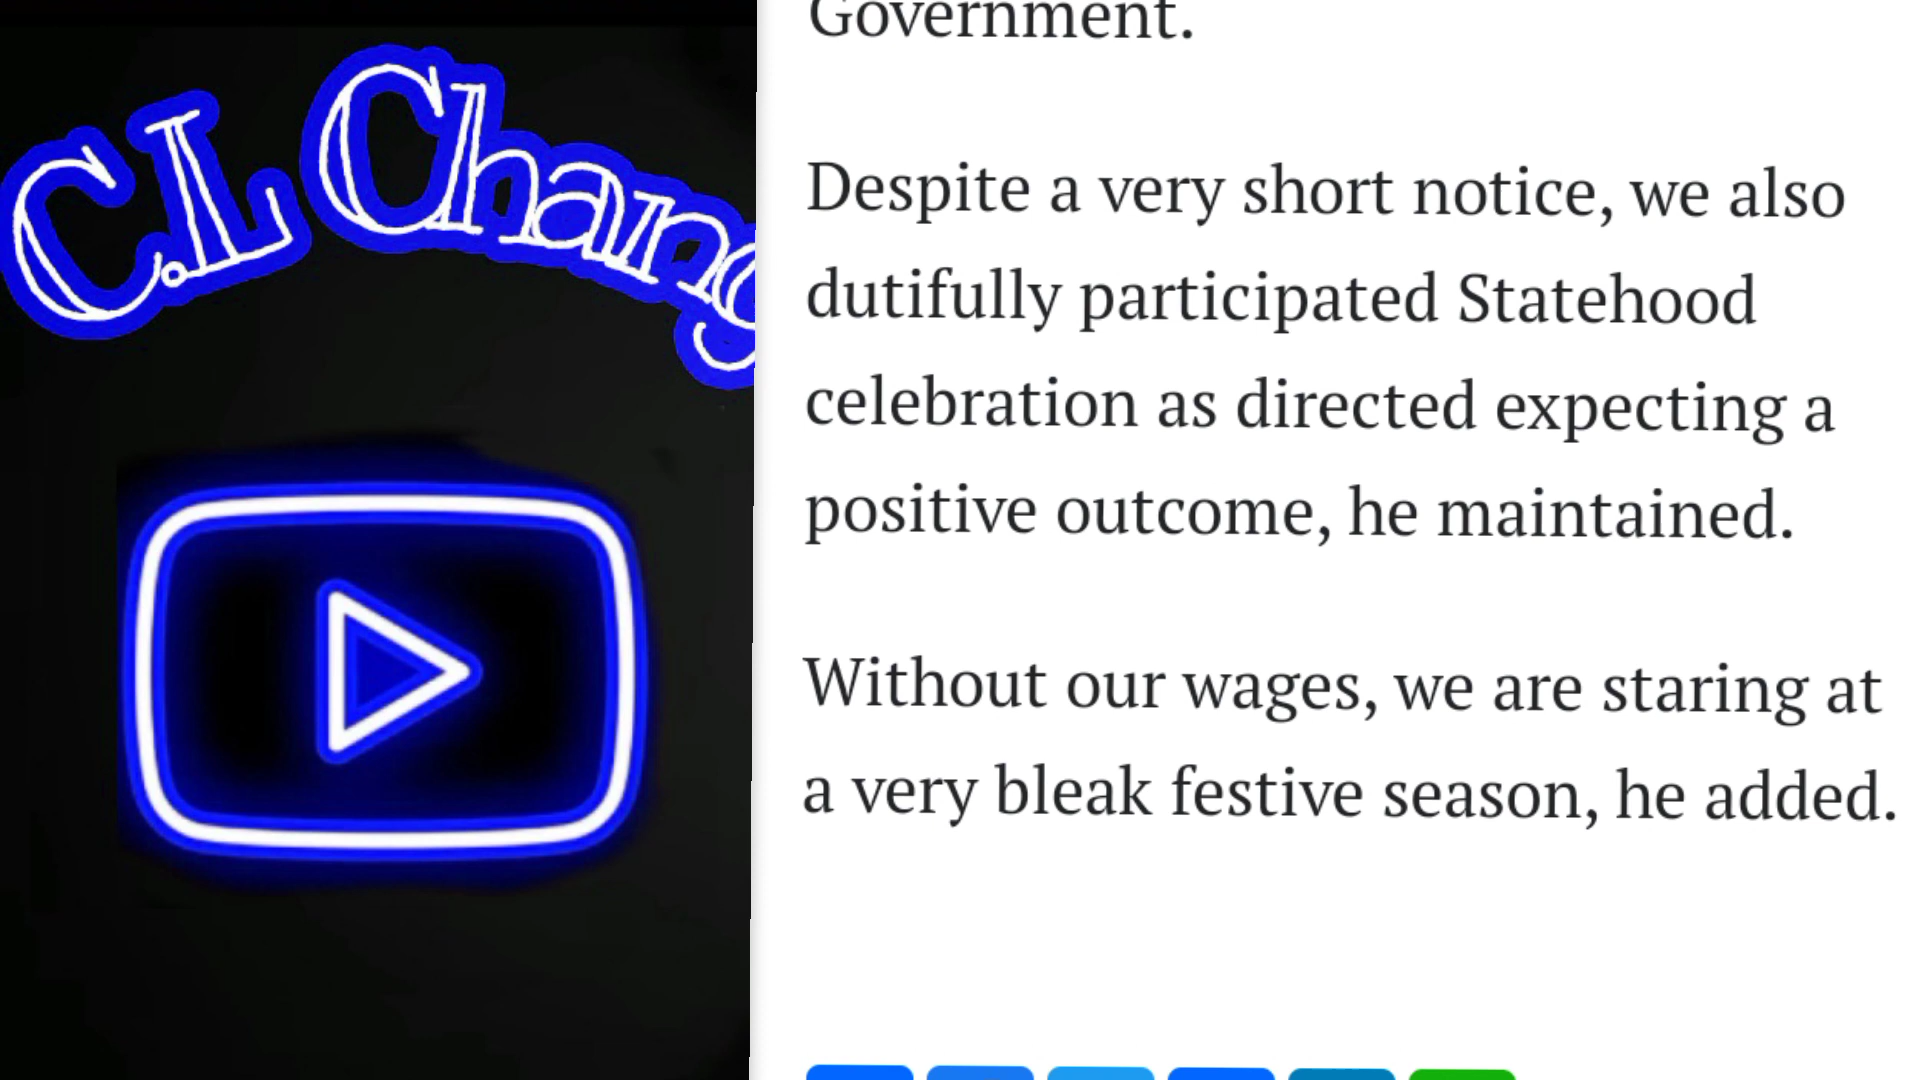 C.L Chang
Government.
Despite a very short notice, we also
dutifully participated Statehood
celebration as directed expecting a
positive outcome, he maintained.
Without our wages, we are staring at
a very bleak festive season, he added.